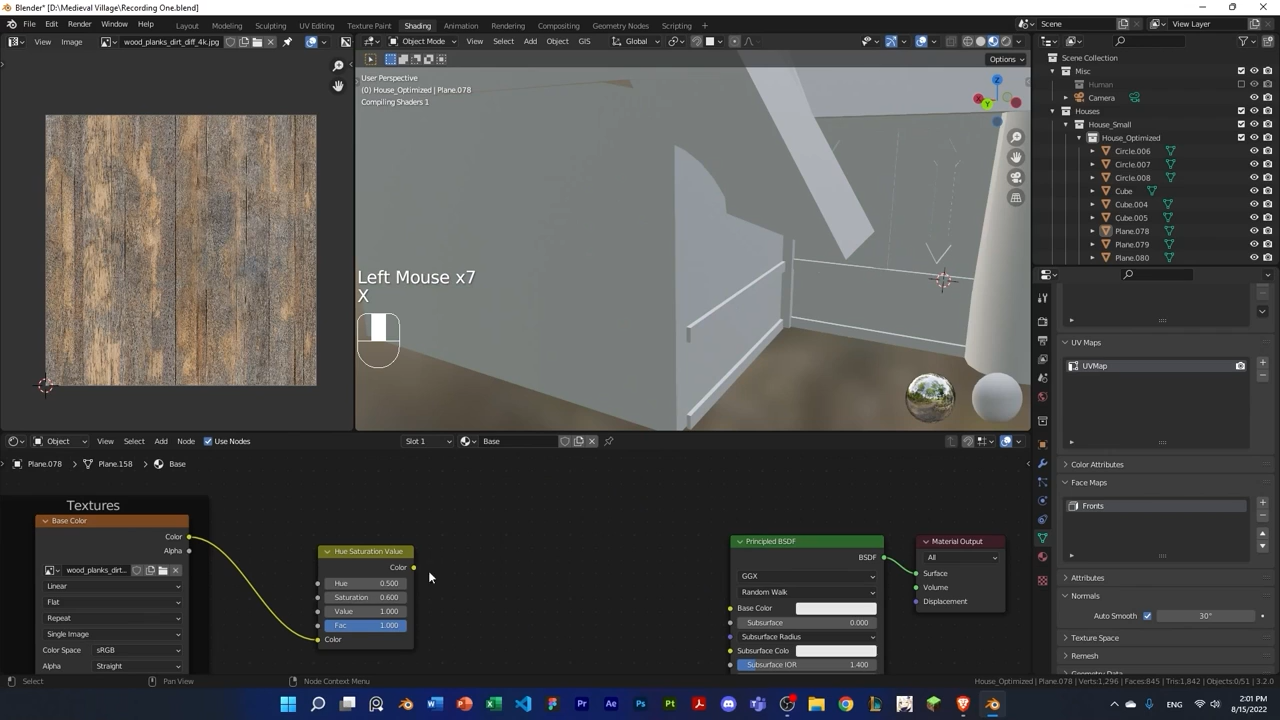 Blender* [D:\Medieval Village\Recording One.blend]
File Edit Render Window Help Layout Modeling Sculpting UV Editing Texture Paint Shading Animation Rendering Compositing Geometry Nodes Scripting Scene View Layer
View Image wood_planks_dirt_diff_4k.jpg Object Mode View Select Add Object GIS Global
Options
User Perspective
(0) House_Optimized | Plane.078
Compiling Shaders 1
Z
X
Y
Left Mouse x7
X
Scene Collection
Misc
Human
Camera
Houses
House_Small
House_Optimized
Circle.006
Circle.007
Circle.008
Cube
Cube.004
Cube.005
Plane.078
Plane.079
Plane.080
UV Maps
UVMap
Color Attributes
Face Maps
Fronts
Attributes
Normals
Auto Smooth 30°
Texture Space
Remesh
Object View Select Add Node Use Nodes Slot 1 Base
Plane.078 Plane.158 Base
Textures
Base Color
Color
Alpha
wood_planks_dirt...
Linear
Flat
Repeat
Single Image
Color Space sRGB
Alpha Straight
Hue Saturation Value
Color
Hue 0.500
Saturation 0.600
Value 1.000
Fac 1.000
Color
Principled BSDF
BSDF
GGX
Random Walk
Base Color
Subsurface 0.000
Subsurface Radius
Subsurface Colo
Subsurface IOR 1.400
Material Output
All
Surface
Volume
Displacement
Select Pan View Node Context Menu House_Optimized | Plane.078 | Verts:1,296 | Faces:845 | Tris:1,842 | Objects:0/51 | 3.2.0
2:01 PM
8/15/2022